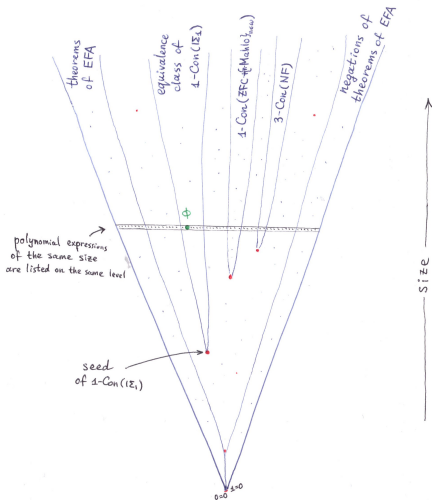 theorems
of EFA
equivalence
class of
1-Con(IΣ₁)
1-Con(ZFC+{Mahlo}ₙ<ω)
3-Con(NF)
negations of
theorems of EFA
ϕ
polynomial expressions
of the same size
are listed on the same level
size
seed
of 1-Con(IΣ₁)
0=0
1=0